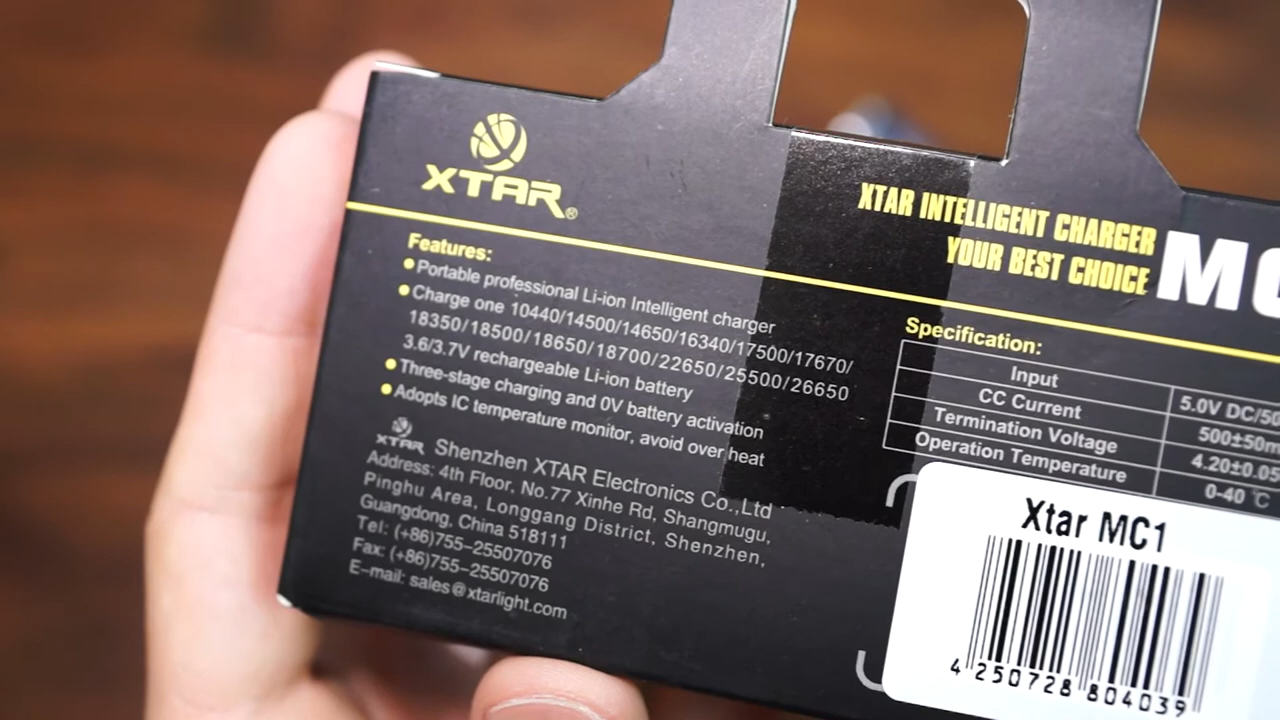 XTAR®
XTAR INTELLIGENT CHARGER
YOUR BEST CHOICE
Features:
Portable professional Li-ion Intelligent charger
Charge one 10440/14500/14650/16340/17500/17670/
18350/18500/18650/18700/22650/25500/26650
3.6/3.7V rechargeable Li-ion battery
Three-stage charging and 0V battery activation
Adopts IC temperature monitor, avoid over heat
XTAR Shenzhen XTAR Electronics Co.,Ltd
Address: 4th Floor, No.77 Xinhe Rd, Shangmugu,
Pinghu Area, Longgang District, Shenzhen,
Guangdong, China 518111
Tel: (+86)755-25507076
Fax: (+86)755-25507076
E-mail: sales@xtarlight.com
Specification:
Input 5.0V DC/50
CC Current 500±50m
Termination Voltage 4.20±0.05
Operation Temperature 0-40 ℃
Xtar MC1
4 250728 804039